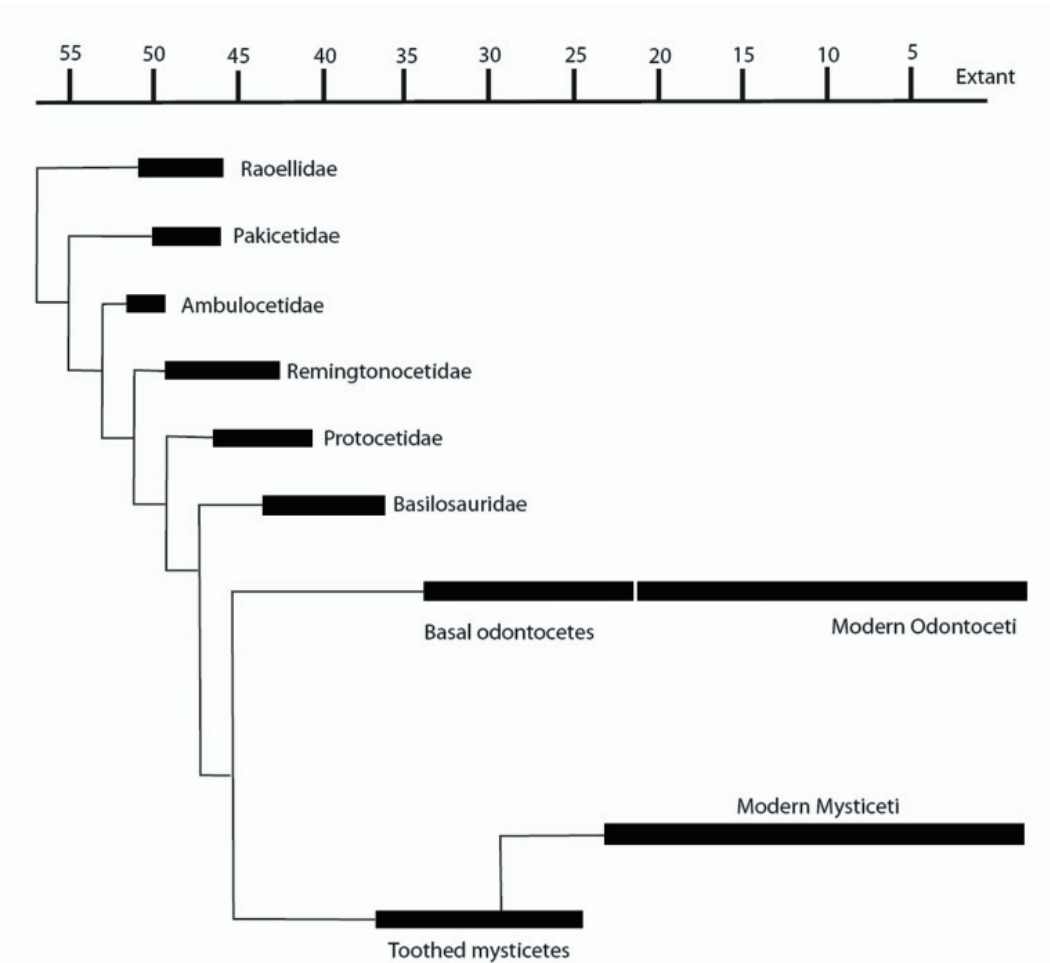 55 50 45 40 35 30 25 20 15 10 5
Extant
Raoellidae
Pakicetidae
Ambulocetidae
Remingtonocetidae
Protocetidae
Basilosauridae
Basal odontocetes
Modern Odontoceti
Modern Mysticeti
Toothed mysticetes